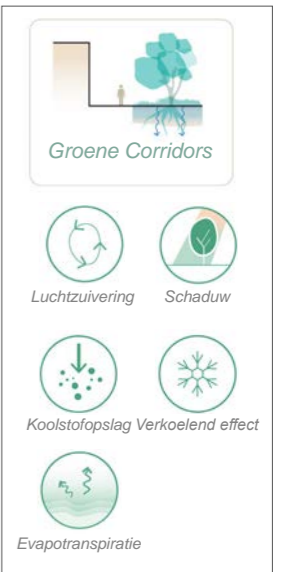 Groene Corridors
Luchtzuivering Schaduw
Koolstofopslag Verkoelend effect
Evapotranspiratie